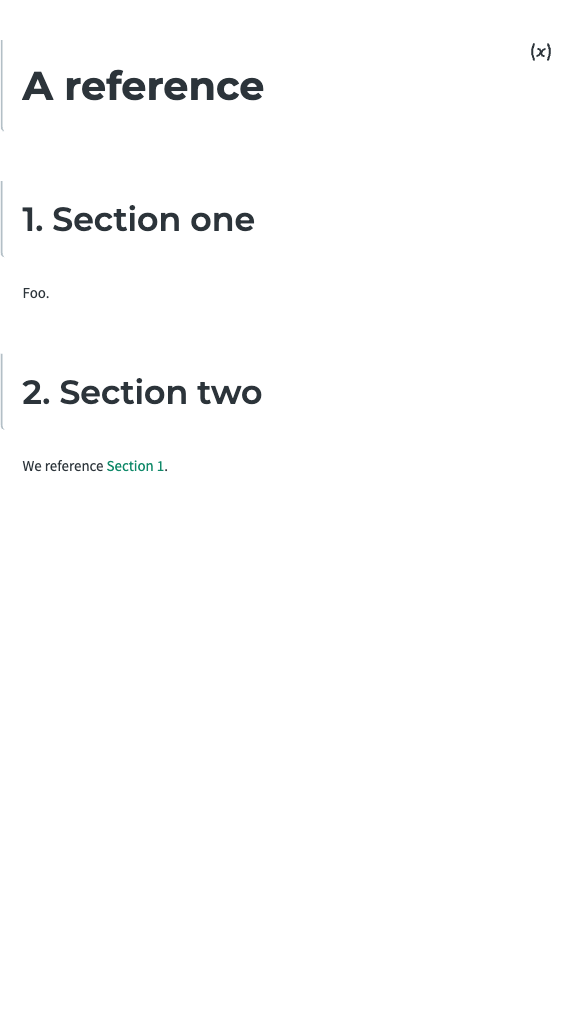 (x)
A reference
1. Section one
Foo.
2. Section two
We reference Section 1.